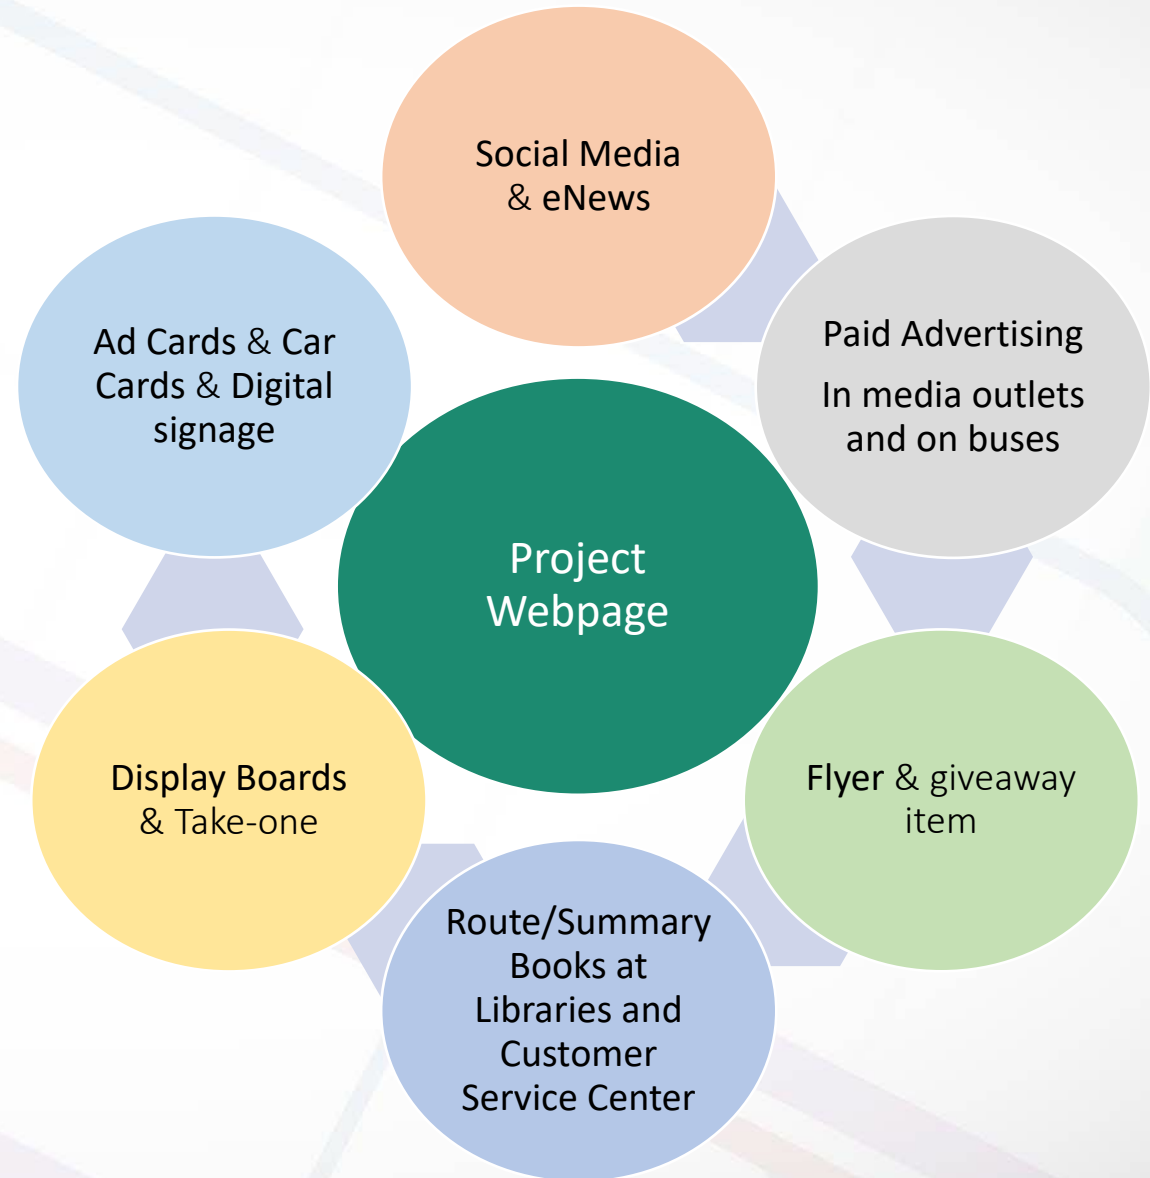 Social Media
& eNews
Ad Cards & Car
Cards & Digital
signage
Paid Advertising
In media outlets
and on buses
Project
Webpage
Display Boards
& Take-one
Flyer & giveaway
item
Route/Summary
Books at
Libraries and
Customer
Service Center